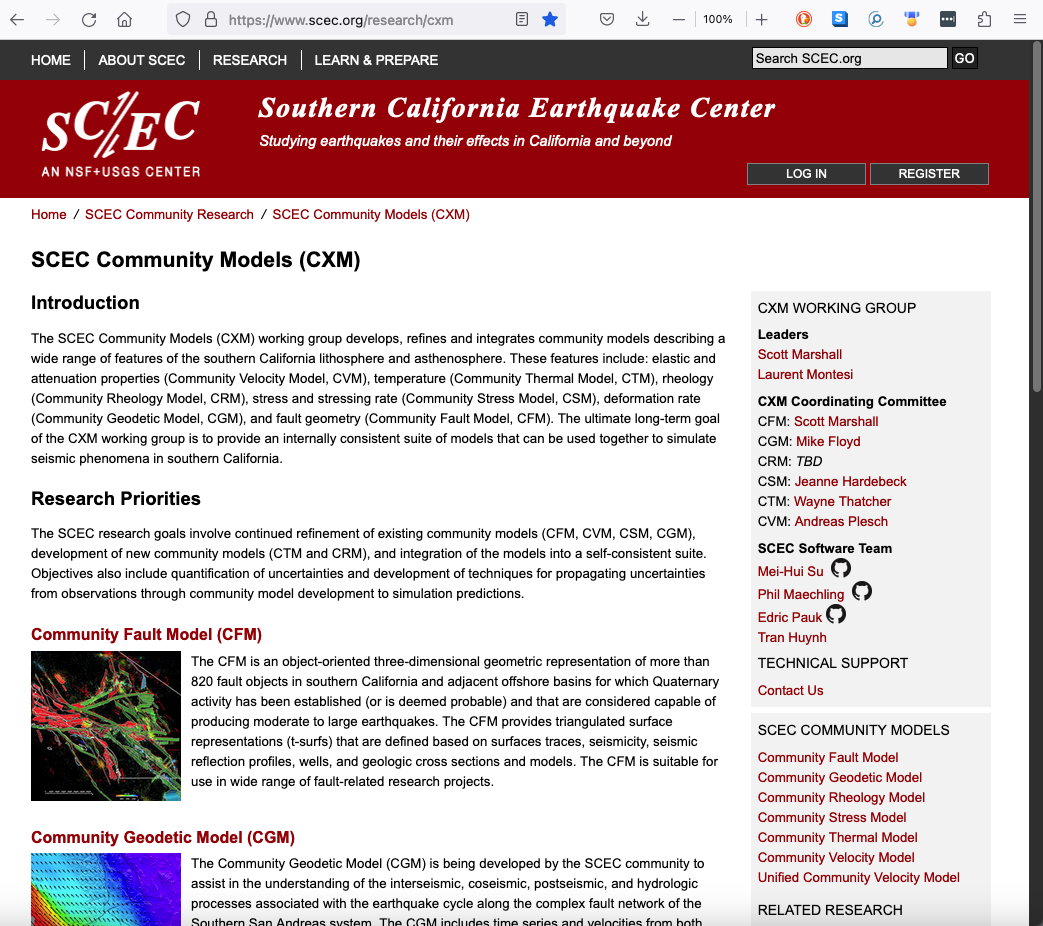 https://www.scec.org/research/cxm
100%
HOME
ABOUT SCEC
RESEARCH
LEARN & PREPARE
Search SCEC.org
GO
SC/EC
AN NSF+USGS CENTER
Southern California Earthquake Center
Studying earthquakes and their effects in California and beyond
LOG IN
REGISTER
Home / SCEC Community Research / SCEC Community Models (CXM)
SCEC Community Models (CXM)
Introduction
The SCEC Community Models (CXM) working group develops, refines and integrates community models describing a
wide range of features of the southern California lithosphere and asthenosphere. These features include: elastic and
attenuation properties (Community Velocity Model, CVM), temperature (Community Thermal Model, CTM), rheology
(Community Rheology Model, CRM), stress and stressing rate (Community Stress Model, CSM), deformation rate
(Community Geodetic Model, CGM), and fault geometry (Community Fault Model, CFM). The ultimate long-term goal
of the CXM working group is to provide an internally consistent suite of models that can be used together to simulate
seismic phenomena in southern California.
Research Priorities
The SCEC research goals involve continued refinement of existing community models (CFM, CVM, CSM, CGM),
development of new community models (CTM and CRM), and integration of the models into a self-consistent suite.
Objectives also include quantification of uncertainties and development of techniques for propagating uncertainties
from observations through community model development to simulation predictions.
Community Fault Model (CFM)
The CFM is an object-oriented three-dimensional geometric representation of more than
820 fault objects in southern California and adjacent offshore basins for which Quaternary
activity has been established (or is deemed probable) and that are considered capable of
producing moderate to large earthquakes. The CFM provides triangulated surface
representations (t-surfs) that are defined based on surfaces traces, seismicity, seismic
reflection profiles, wells, and geologic cross sections and models. The CFM is suitable for
use in wide range of fault-related research projects.
Community Geodetic Model (CGM)
The Community Geodetic Model (CGM) is being developed by the SCEC community to
assist in the understanding of the interseismic, coseismic, postseismic, and hydrologic
processes associated with the earthquake cycle along the complex fault network of the
Southern San Andreas system. The CGM includes time series and velocities from both
CXM WORKING GROUP
Leaders
Scott Marshall
Laurent Montesi
CXM Coordinating Committee
CFM: Scott Marshall
CGM: Mike Floyd
CRM: TBD
CSM: Jeanne Hardebeck
CTM: Wayne Thatcher
CVM: Andreas Plesch
SCEC Software Team
Mei-Hui Su
Phil Maechling
Edric Pauk
Tran Huynh
TECHNICAL SUPPORT
Contact Us
SCEC COMMUNITY MODELS
Community Fault Model
Community Geodetic Model
Community Rheology Model
Community Stress Model
Community Thermal Model
Community Velocity Model
Unified Community Velocity Model
RELATED RESEARCH